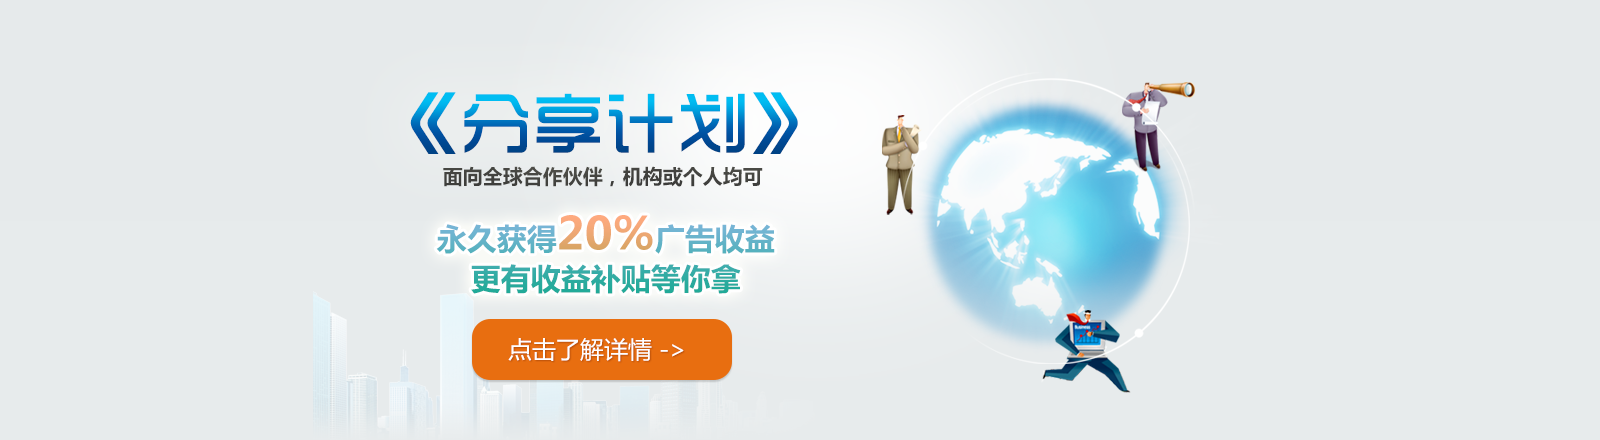 《分享计划》
面向全球合作伙伴，机构或个人均可
永久获得20%广告收益
更有收益补贴等你拿
点击了解详情 ->